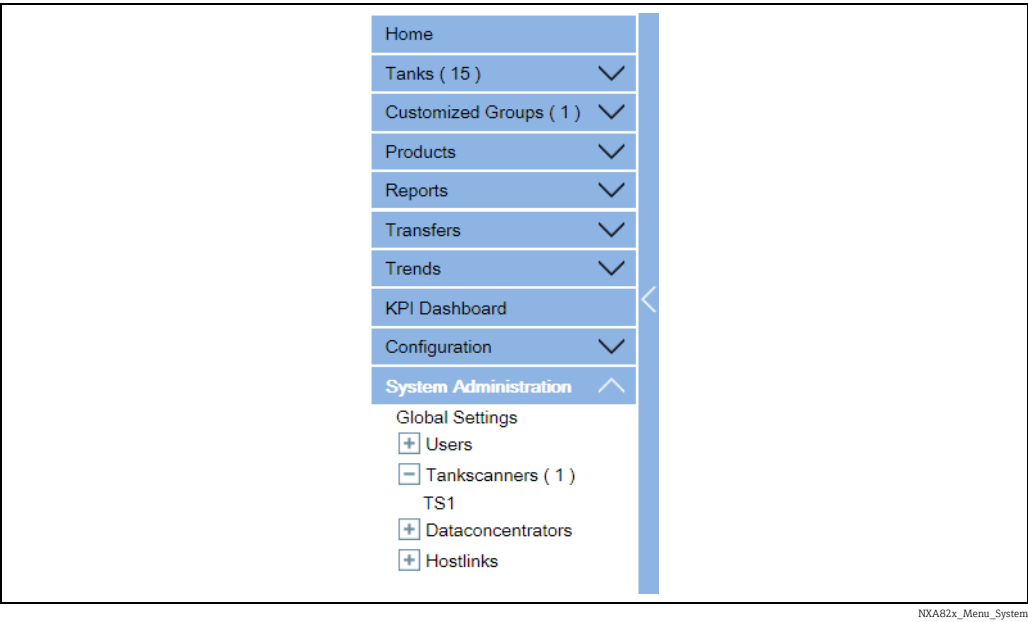 Home
Tanks ( 15 )
Customized Groups ( 1 )
Products
Reports
Transfers
Trends
KPI Dashboard
Configuration
System Administration
Global Settings
Users
Tankscanners ( 1 )
TS1
Dataconcentrators
Hostlinks
NXA82x_Menu_System